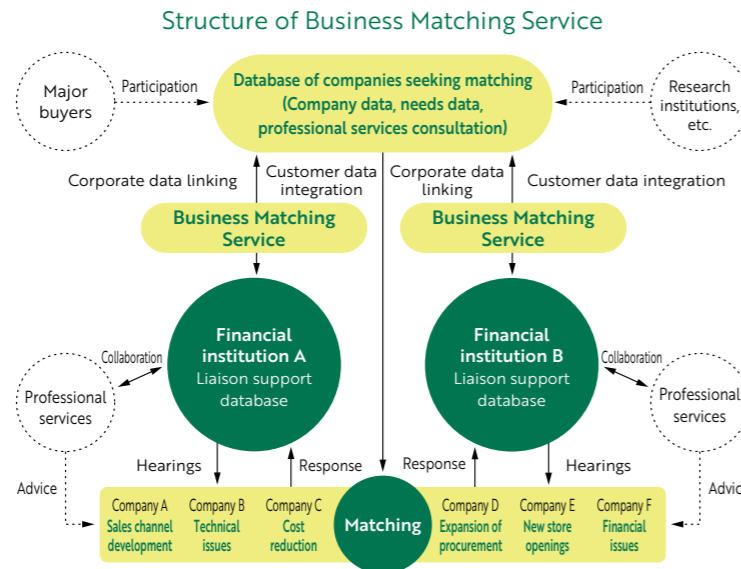 Structure of Business Matching Service
Major
buyers
Participation
Database of companies seeking matching
(Company data, needs data,
professional services consultation)
Participation
Research
institutions,
etc.
Corporate data linking
Customer data
integration
Corporate data
linking
Customer data integration
Business Matching
Service
Business Matching
Service
Financial
institution A
Liaison support
database
Financial
institution B
Liaison support
database
Collaboration
Professional
services
Collaboration
Professional
services
Hearings
Response
Response
Hearings
Advice
Advic
Company A
Sales channel
development
Company B
Technical
issues
Company C
Cost
reduction
Matching
Company D
Expansion of
procurement
Company E
New store
openings
Company F
Financial
issues